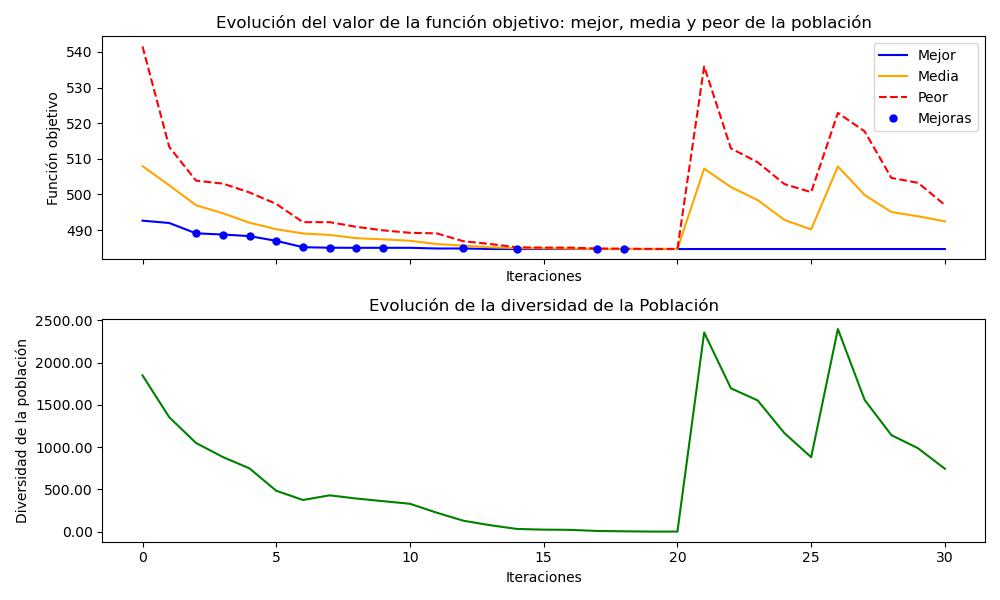 Evolución del valor de la función objetivo: mejor, media y peor de la población
Función objetivo
540
530
520
510
500
490
Mejor
Media
Peor
Mejoras
Iteraciones
Evolución de la diversidad de la Población
Diversidad de la población
2500.00
2000.00
1500.00
1000.00
500.00
0.00
0 5 10 15 20 25 30
Iteraciones